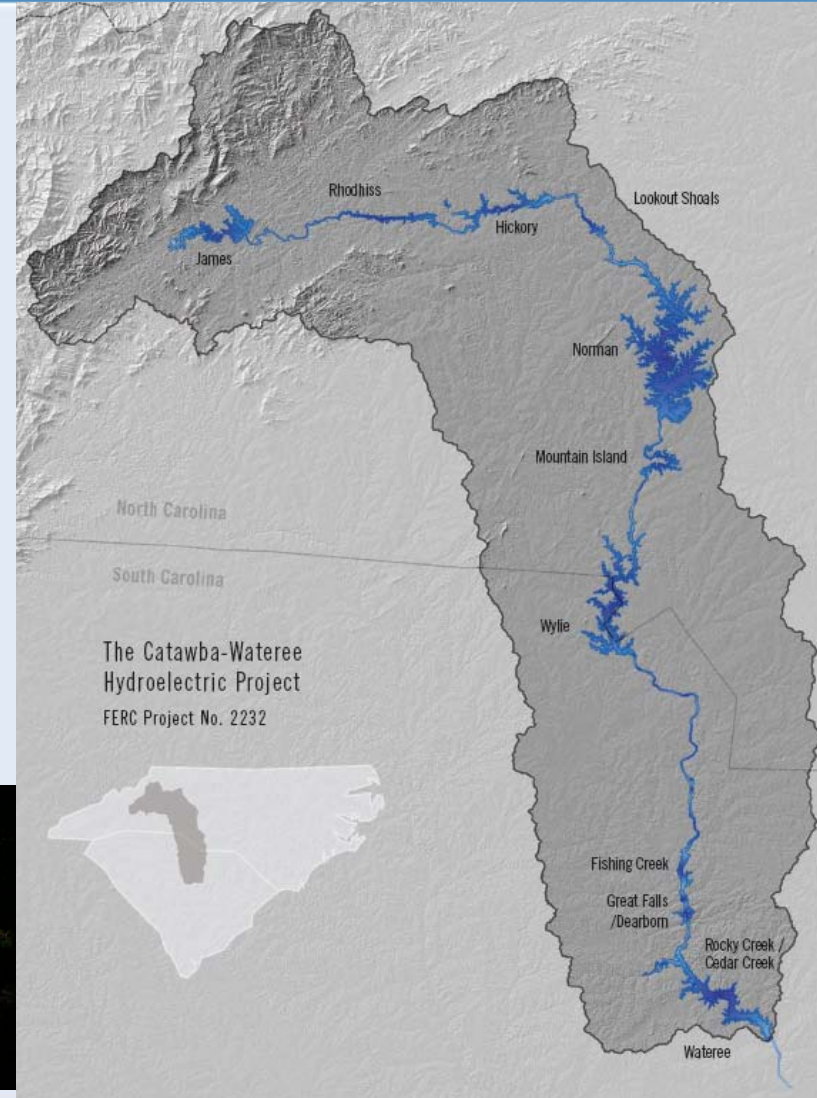 Rhodhiss
Lookout Shoals
Hickory
James
Norman
Mountain Island
North Carolina
South Carolina
Wylie
The Catawba-Wateree
Hydroelectric Project
FERC Project No. 2232
Fishing Creek
Great Falls
/Dearborn
Rocky Creek /
Cedar Creek
Wateree